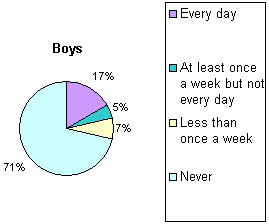 Boys
17%
5%
7%
71%
Every day
At least once
a week but not
every day
Less than
once a week
Never